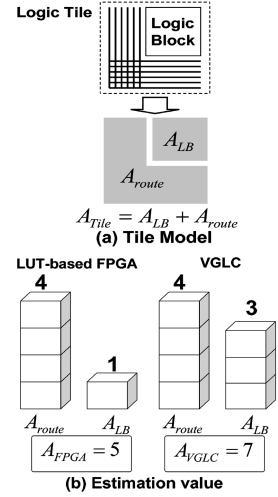 Logic Tile
Logic
Block
A_LB
A_route
A_Tile = A_LB + A_route
(a) Tile Model
LUT-based FPGA VGLC
4 1 4 3
A_route A_LB A_route A_LB
A_FPGA = 5 A_VGLC = 7
(b) Estimation value